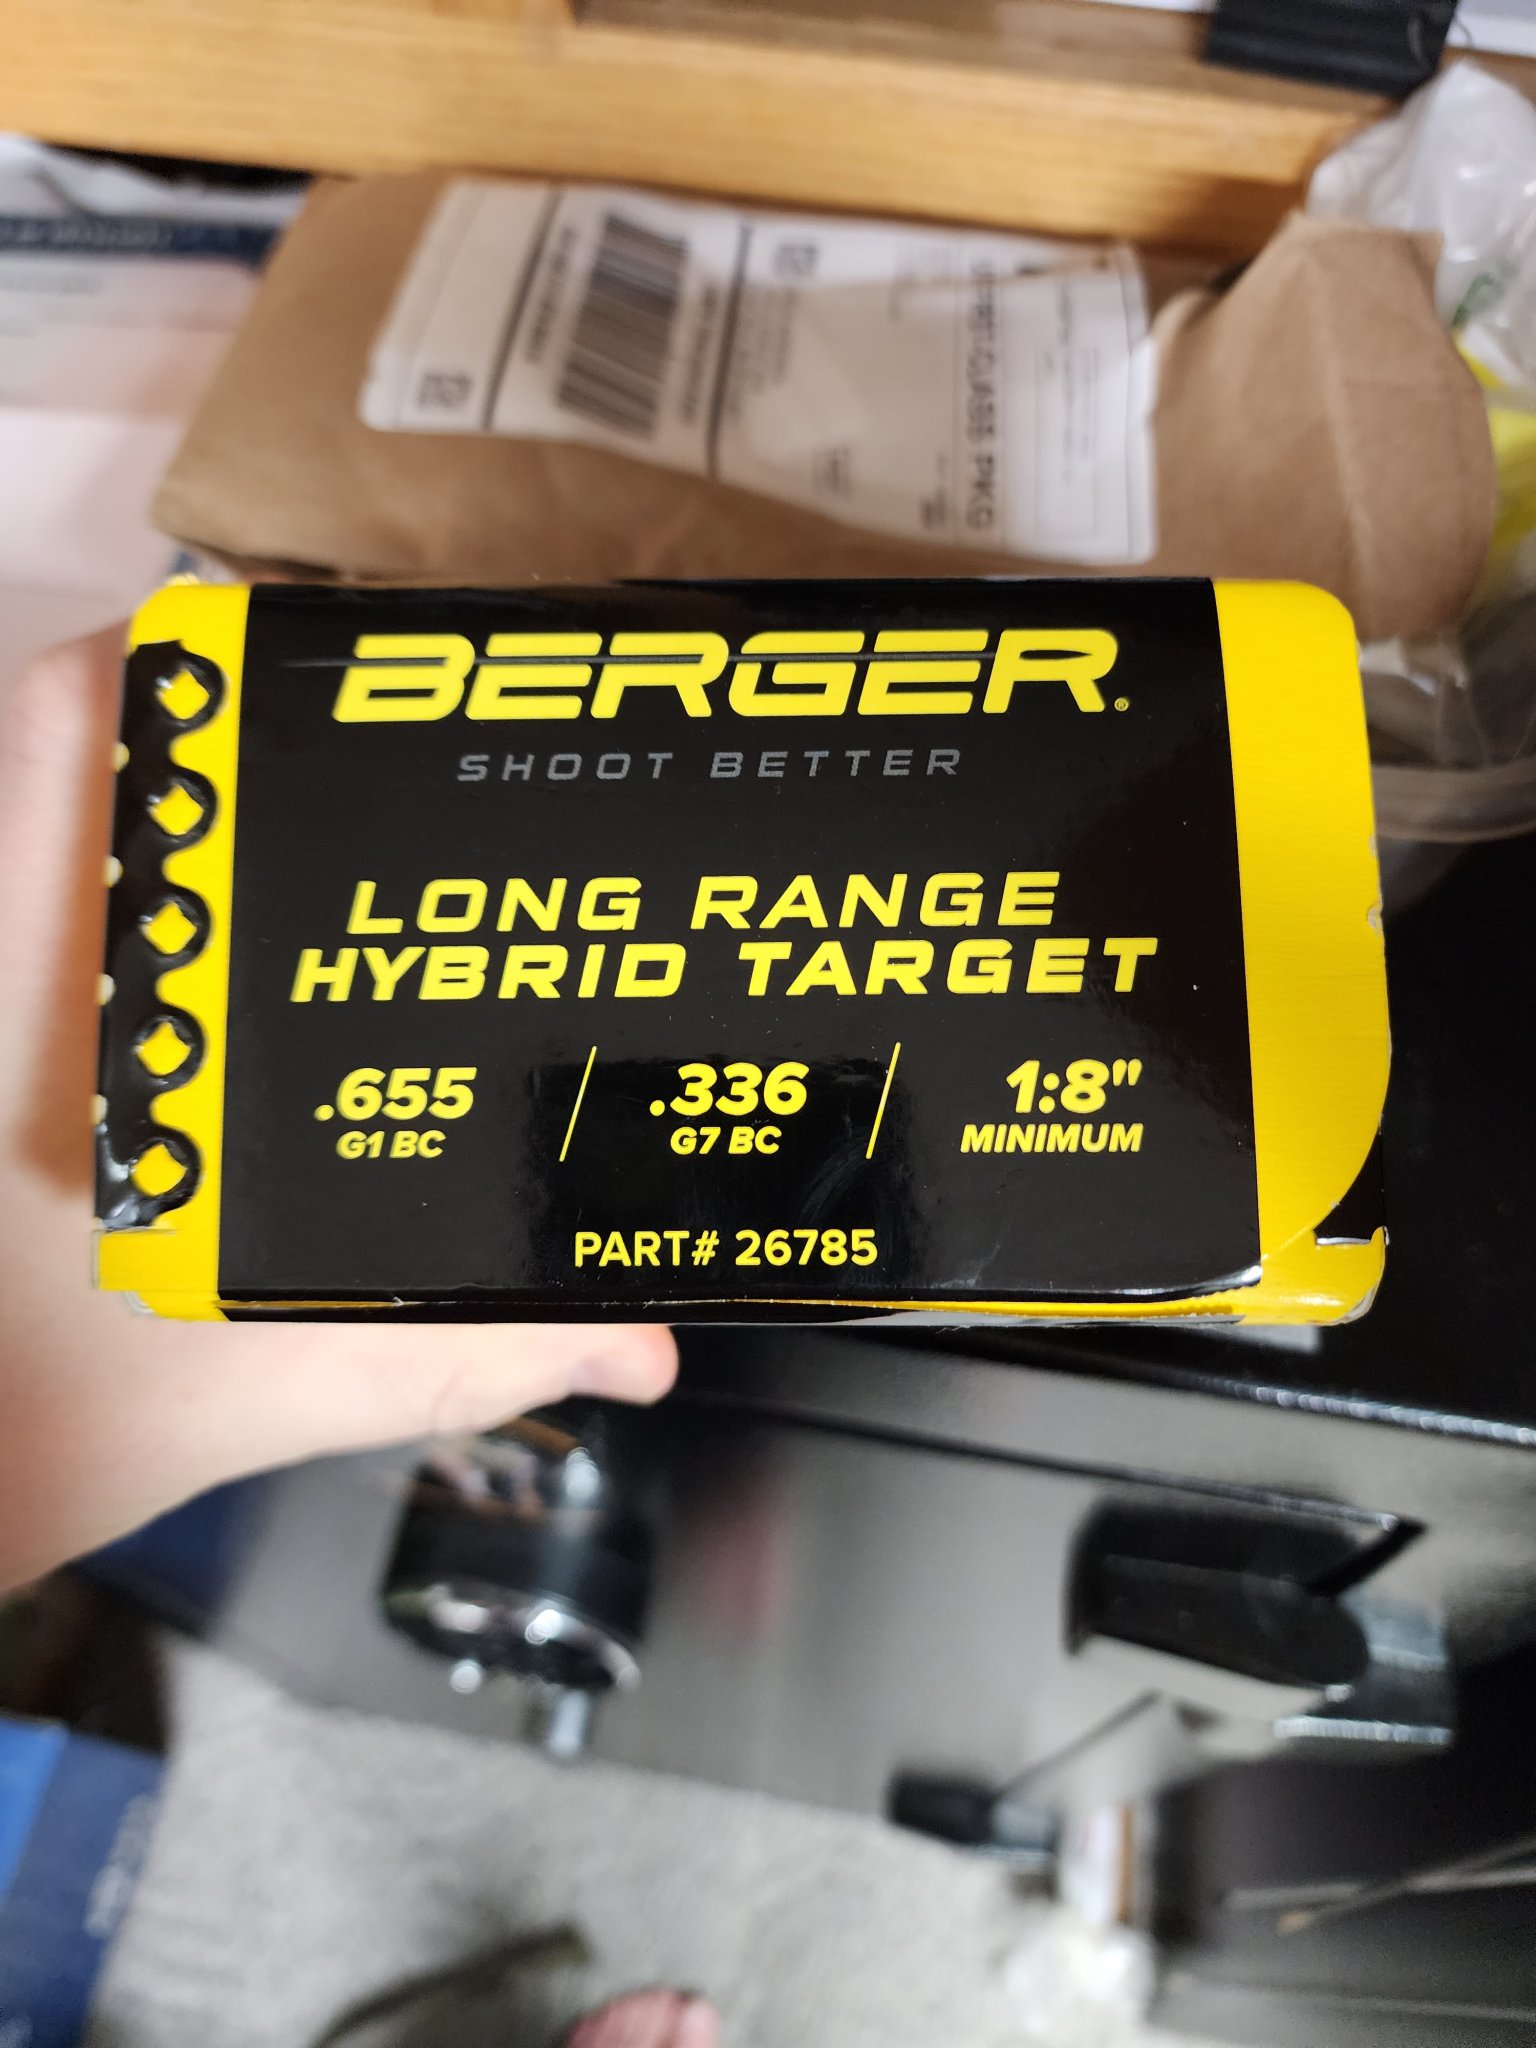 BERGER®
SHOOT BETTER
LONG RANGE
HYBRID TARGET
.655
G1 BC
.336
G7 BC
1:8"
MINIMUM
PART# 26785